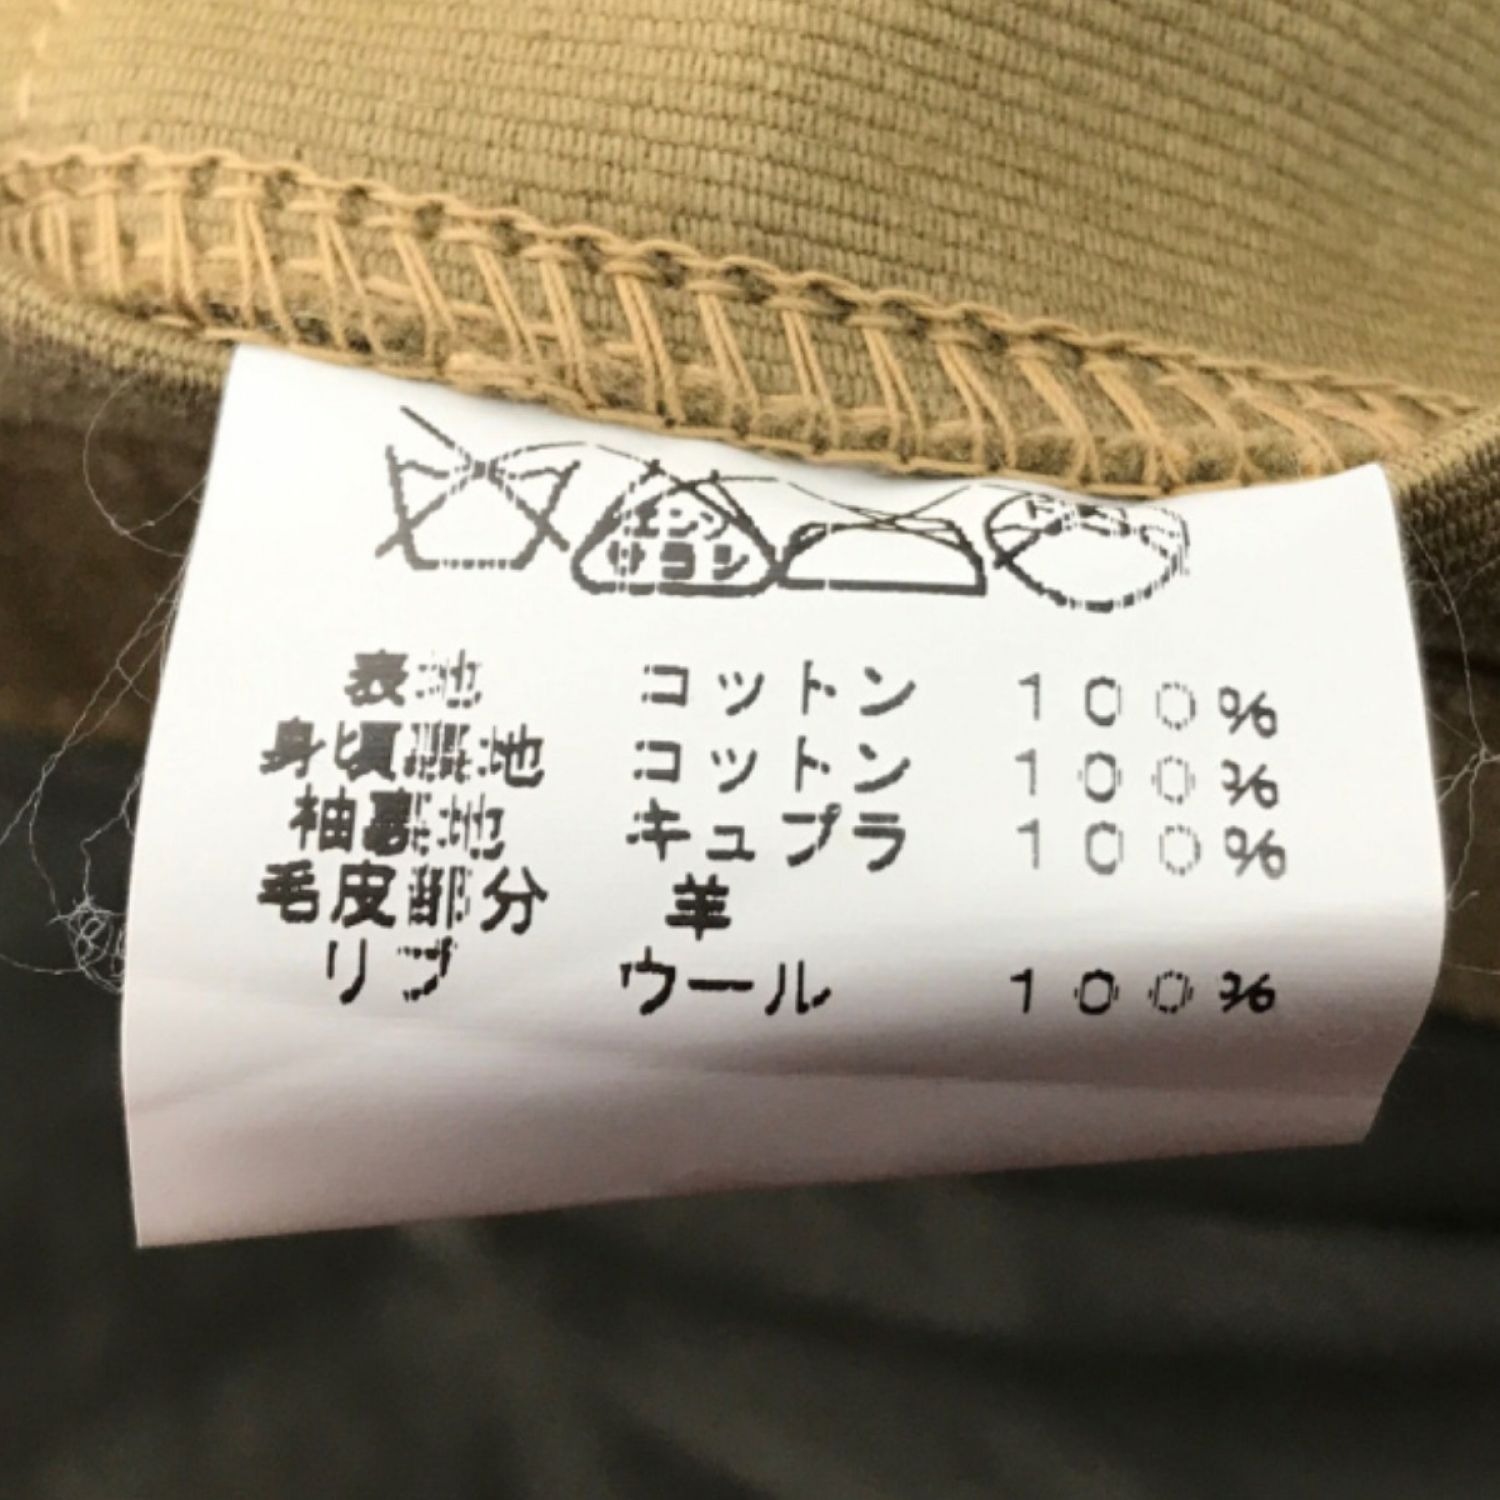 エンソ
サラシ
ドライ
表地 コットン 100%
身頃裏地 コットン 100%
袖裏地 キュプラ 100%
毛皮部分 羊
リブ ウール 100%